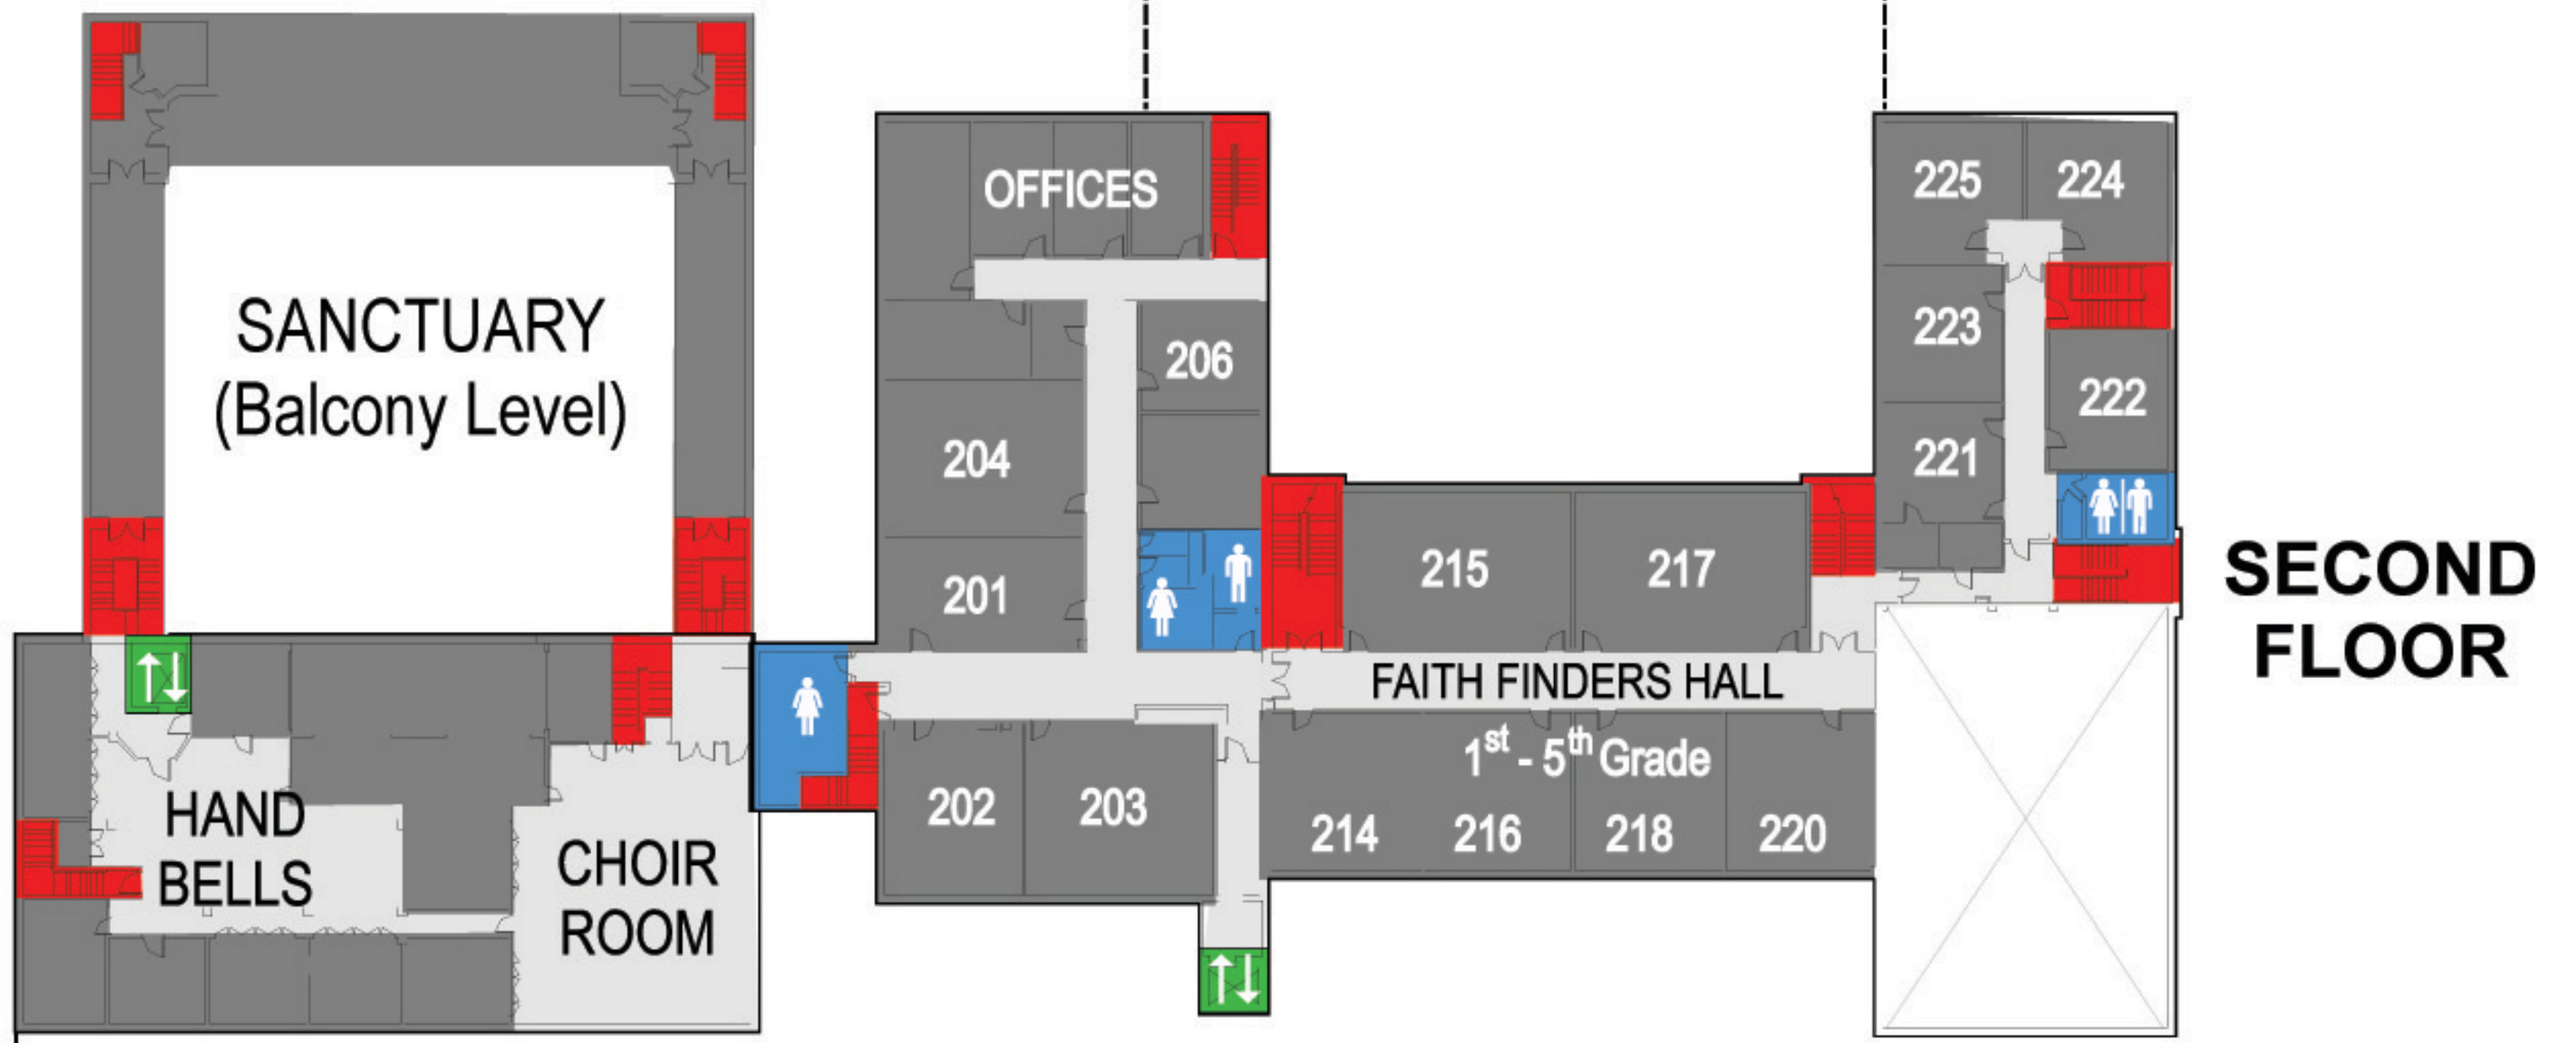 SANCTUARY
(Balcony Level)
HAND
BELLS
CHOIR
ROOM
OFFICES
206
204
201
202
203
215
217
FAITH FINDERS HALL
1st - 5th Grade
214
216
218
220
225
224
223
222
221
SECOND
FLOOR